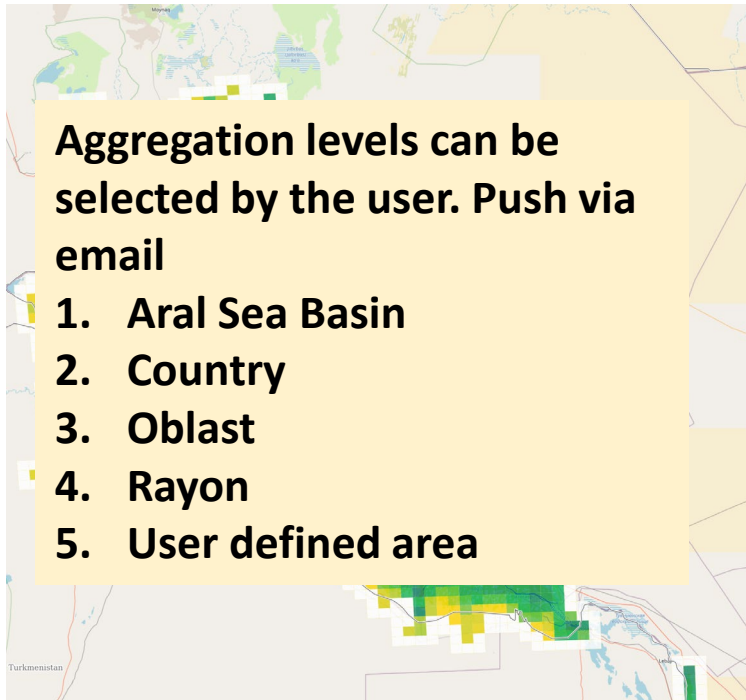 Moynaq
Aggregation levels can be
selected by the user. Push via
email
1. Aral Sea Basin
2. Country
3. Oblast
4. Rayon
5. User defined area
Turkmenistan